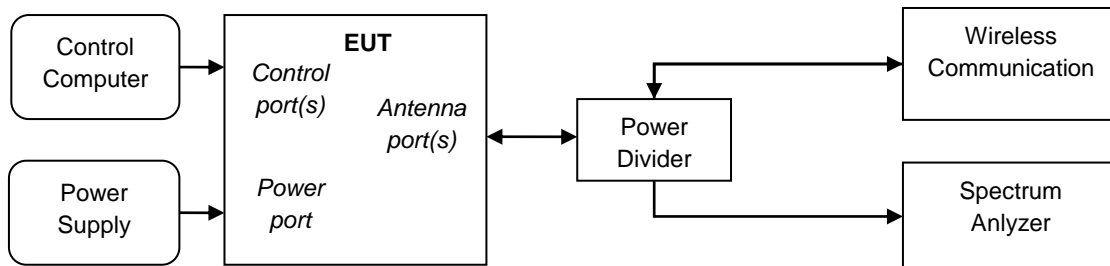 Control
Computer
Power
Supply
EUT
Control
port(s)
Antenna
port(s)
Power
port
Power
Divider
Wireless
Communication
Spectrum
Anlyzer